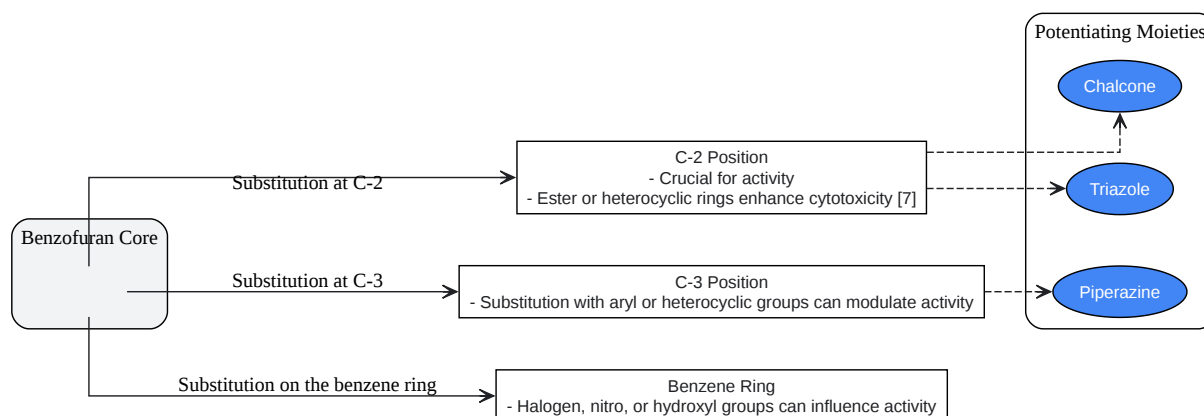 Potentiating Moieties
Chalcone
C-2 Position
- Crucial for activity
- Ester or heterocyclic rings enhance cytotoxicity [7]
Substitution at C-2
Triazole
Benzofuran Core
Substitution at C-3
C-3 Position
- Substitution with aryl or heterocyclic groups can modulate activity
Piperazine
Substitution on the benzene ring
Benzene Ring
- Halogen, nitro, or hydroxyl groups can influence activity